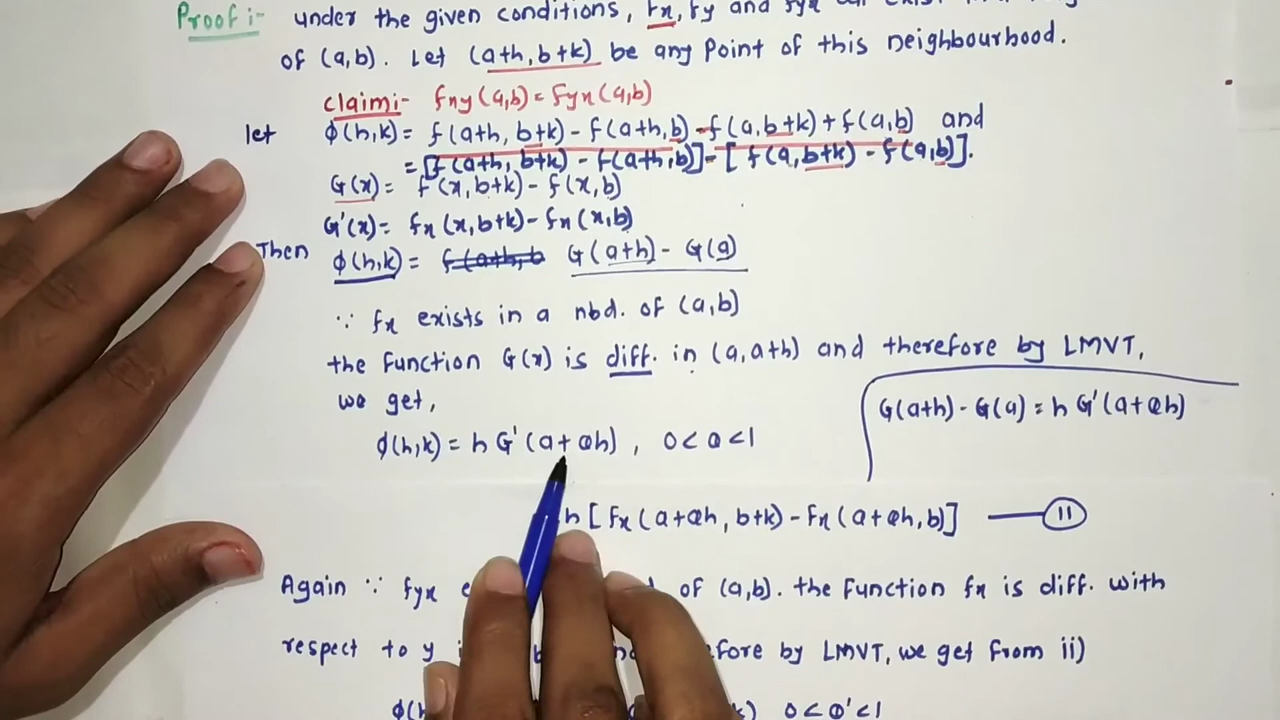 Proof:- under the given conditions, fx, fy and fyx all exist in a
of (a,b). Let (a+h, b+k) be any point of this neighbourhood.
claim:- fxy(a,b) = fyx(a,b)
let ϕ(h,k) = f(a+h, b+k) - f(a+h, b) - f(a, b+k) + f(a,b) and
= [f(a+h, b+k) - f(a+h, b)] - [f(a, b+k) - f(a,b)].
G(x) = f(x, b+k) - f(x, b)
G'(x) = fx(x, b+k) - fx(x, b)
Then ϕ(h,k) = f(a+h, b G(a+h) - G(a)
∵ fx exists in a nbd. of (a,b)
the function G(x) is diff. in (a, a+h) and therefore by LMVT,
we get,
G(a+h) - G(a) = h G'(a+θh)
ϕ(h,k) = h G'(a+θh), 0<θ<1
h [fx(a+θh, b+k) - fx(a+θh, b)] — II
Again ∵ fyx of (a,b). the function fx is diff. with
respect to y by LMVT, we get from ii)
0<θ'<1